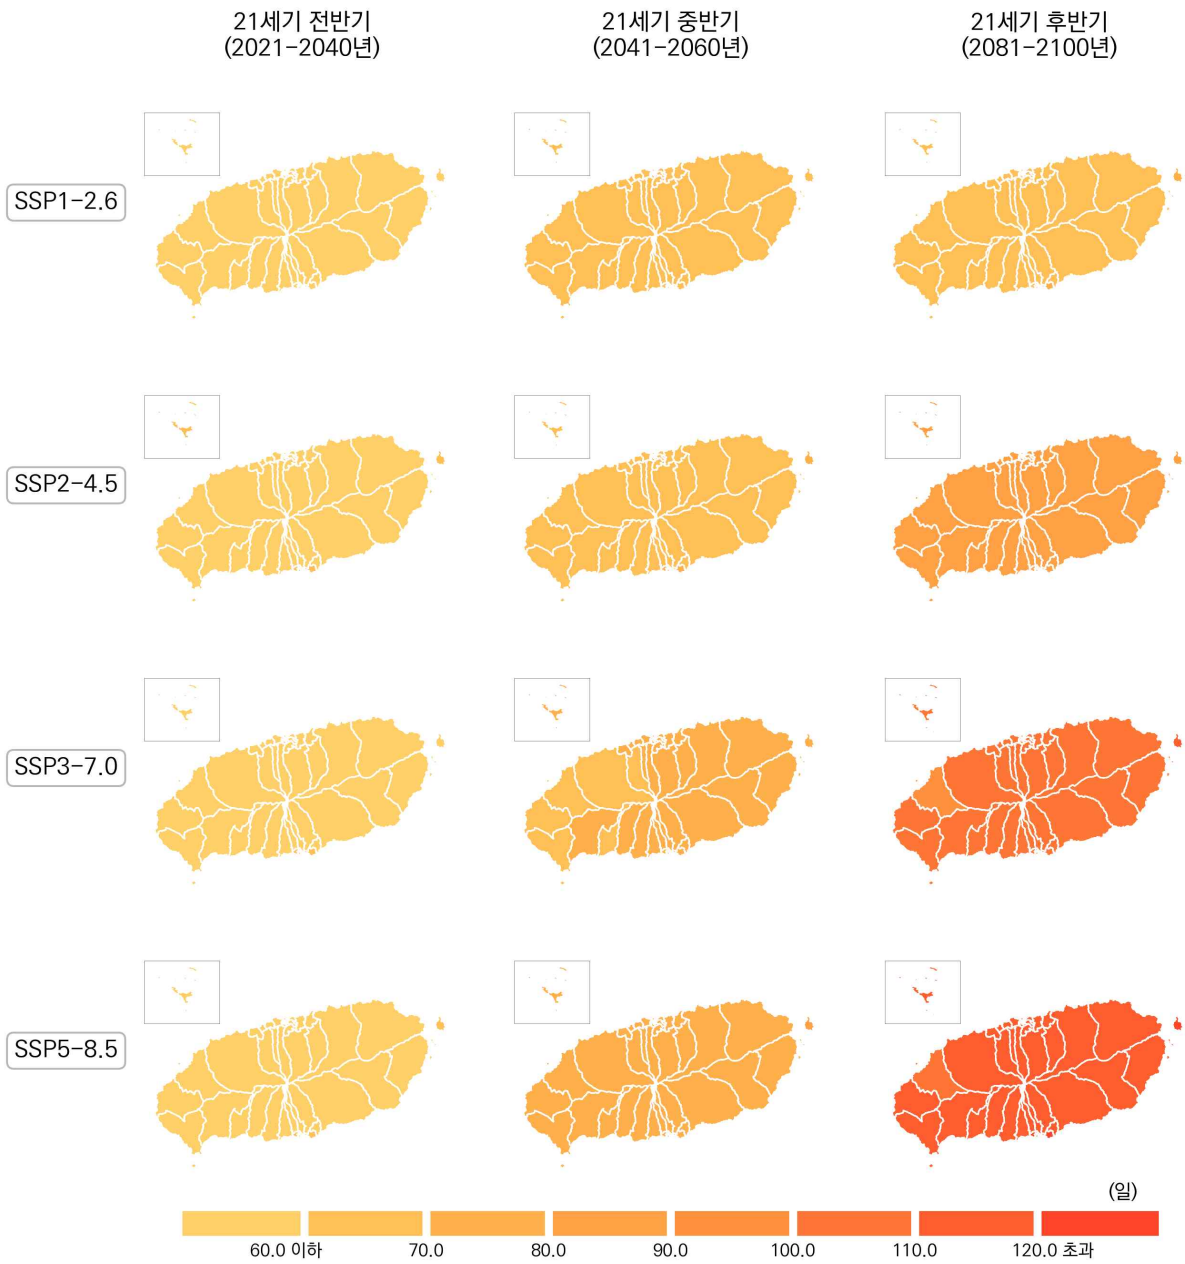 21세기 전반기
(2021-2040년)
21세기 중반기
(2041-2060년)
21세기 후반기
(2081-2100년)
SSP1-2.6
SSP2-4.5
SSP3-7.0
SSP5-8.5
(일)
60.0 이하
70.0
80.0
90.0
100.0
110.0
120.0 초과